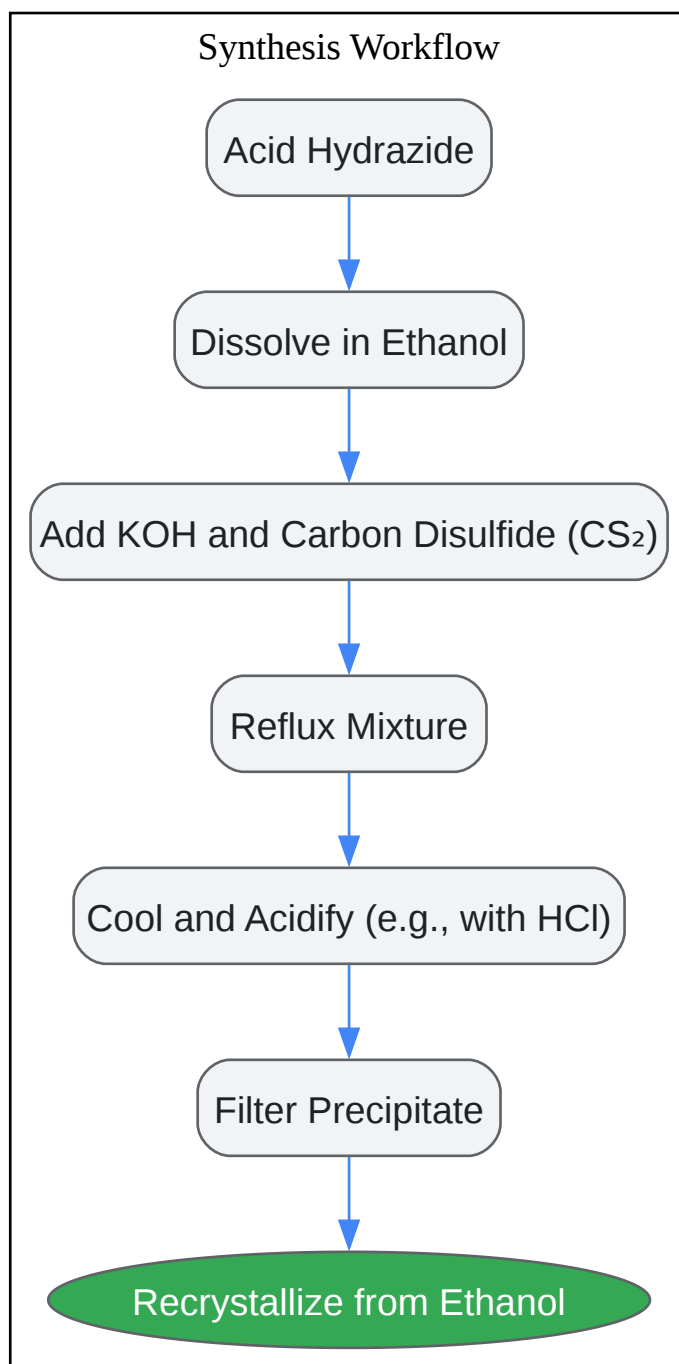 Synthesis Workflow
Acid Hydrazide
Dissolve in Ethanol
Add KOH and Carbon Disulfide (CS₂)
Reflux Mixture
Cool and Acidify (e.g., with HCl)
Filter Precipitate
Recrystallize from Ethanol